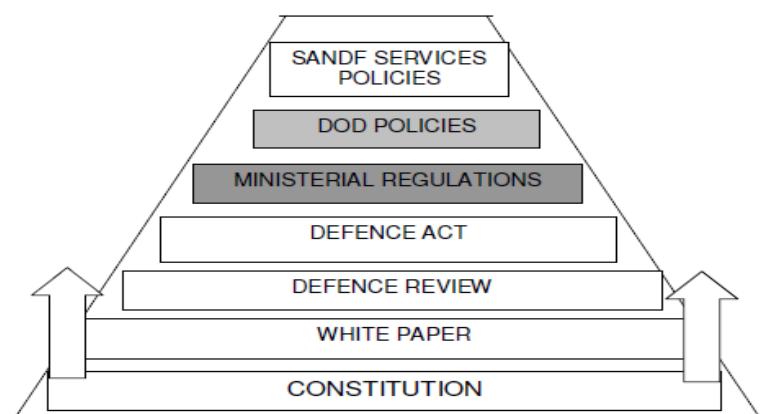 SANDF SERVICES
POLICIES
DOD POLICIES
MINISTERIAL REGULATIONS
DEFENCE ACT
DEFENCE REVIEW
WHITE PAPER
CONSTITUTION